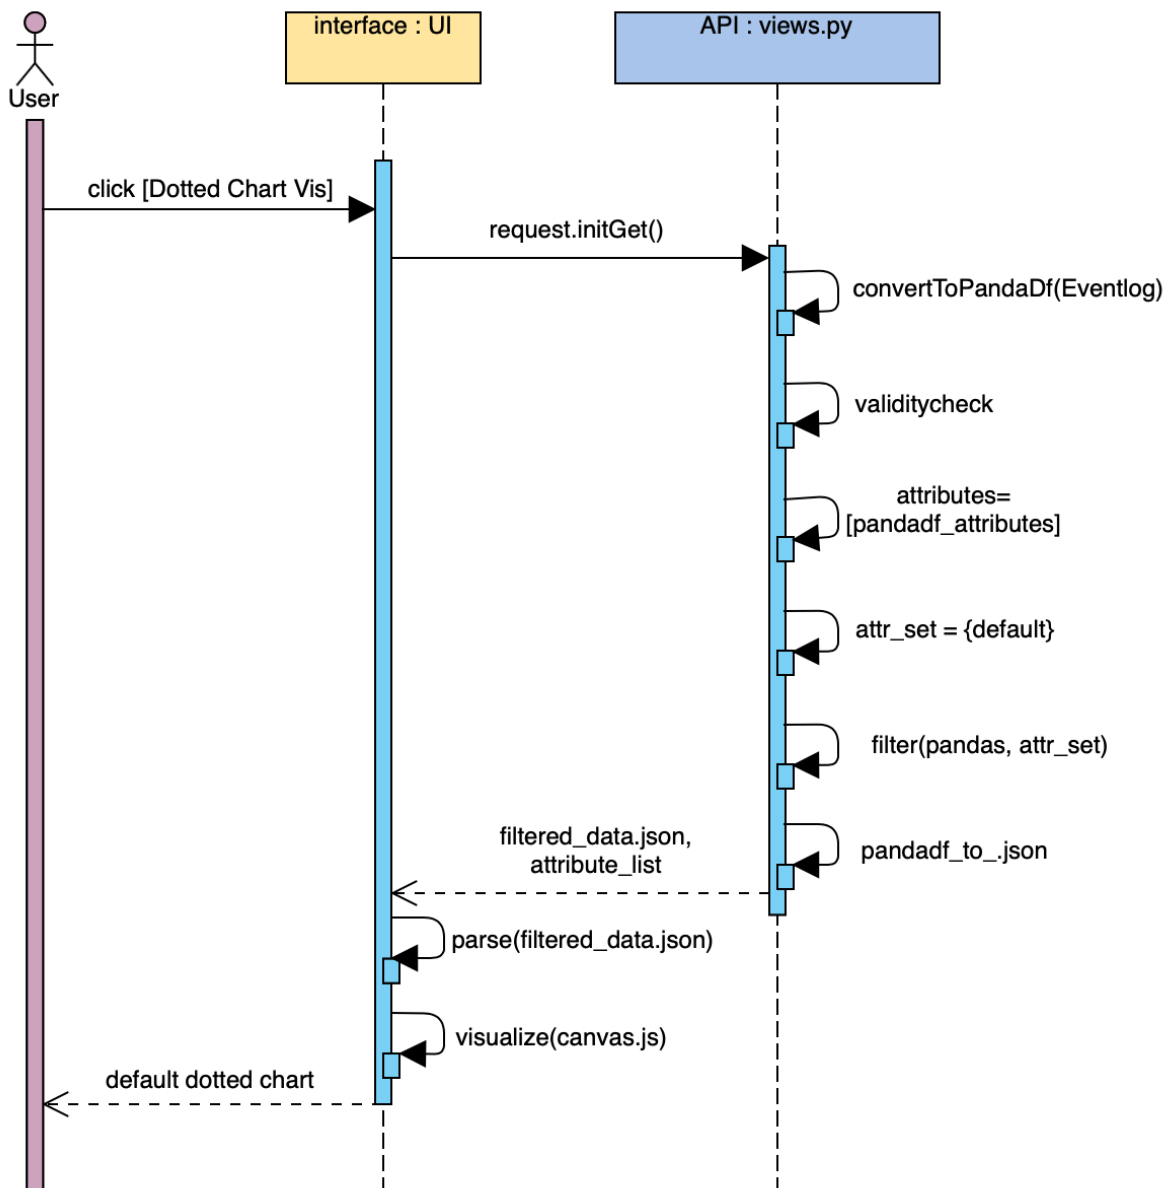 interface : UI
API : views.py
User
click [Dotted Chart Vis]
request.initGet()
convertToPandaDf(Eventlog)
validitycheck
attributes=
[pandadf_attributes]
attr_set = {default}
filter(pandas, attr_set)
pandadf_to_.json
filtered_data.json,
attribute_list
parse(filtered_data.json)
visualize(canvas.js)
default dotted chart